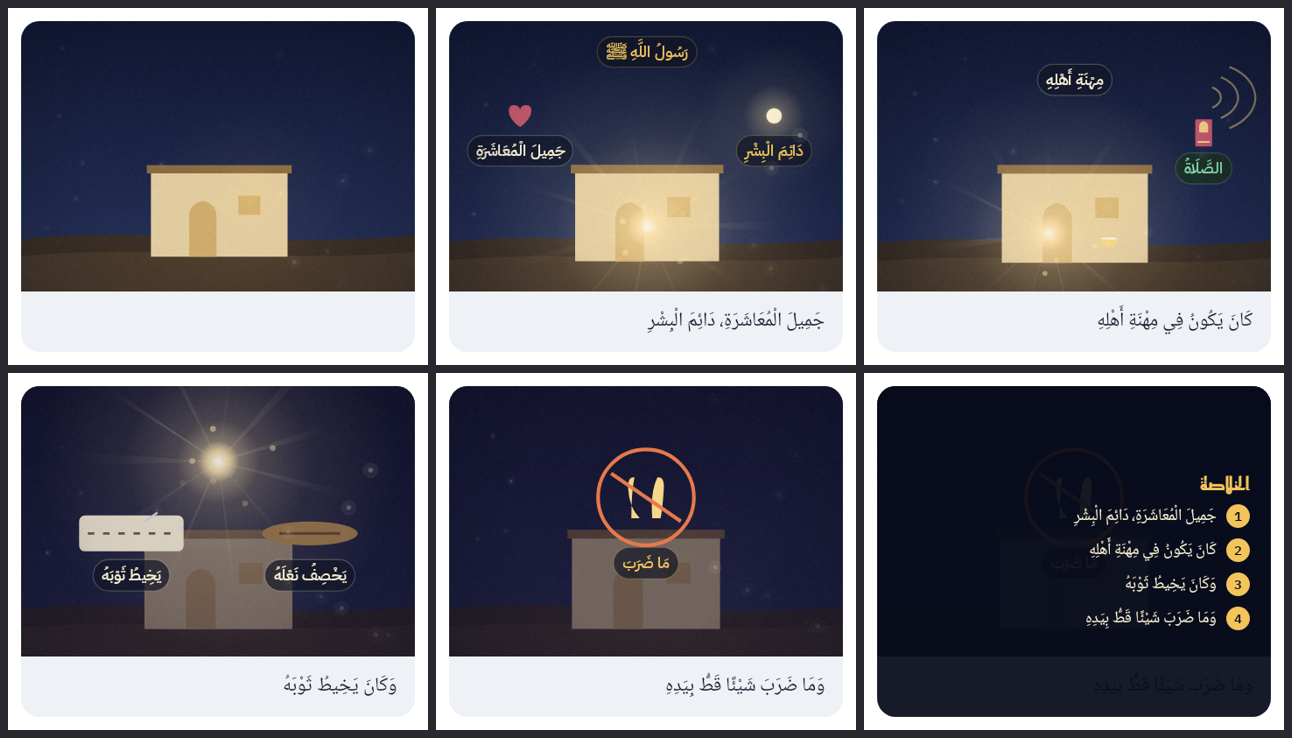 رَسُولُ اللَّهِ ﷺ
جَمِيلَ الْمُعَاشَرَةِ
دَائِمَ الْبِشْرِ
جَمِيلَ الْمُعَاشَرَةِ، دَائِمَ الْبِشْرِ
مِهْنَةِ أَهْلِهِ
الصَّلَاةُ
كَانَ يَكُونُ فِي مِهْنَةِ أَهْلِهِ
يَخِيطُ ثَوْبَهُ
يَخْصِفُ نَعْلَهُ
وَكَانَ يَخِيطُ ثَوْبَهُ
مَا ضَرَبَ
وَمَا ضَرَبَ شَيْئًا قَطُّ بِيَدِهِ
الخلاصة
1 جَمِيلَ الْمُعَاشَرَةِ، دَائِمَ الْبِشْرِ
2 كَانَ يَكُونُ فِي مِهْنَةِ أَهْلِهِ
3 وَكَانَ يَخِيطُ ثَوْبَهُ
4 وَمَا ضَرَبَ شَيْئًا قَطُّ بِيَدِهِ
مَا ضَرَبَ
وَمَا ضَرَبَ شَيْئًا قَطُّ بِيَدِهِ